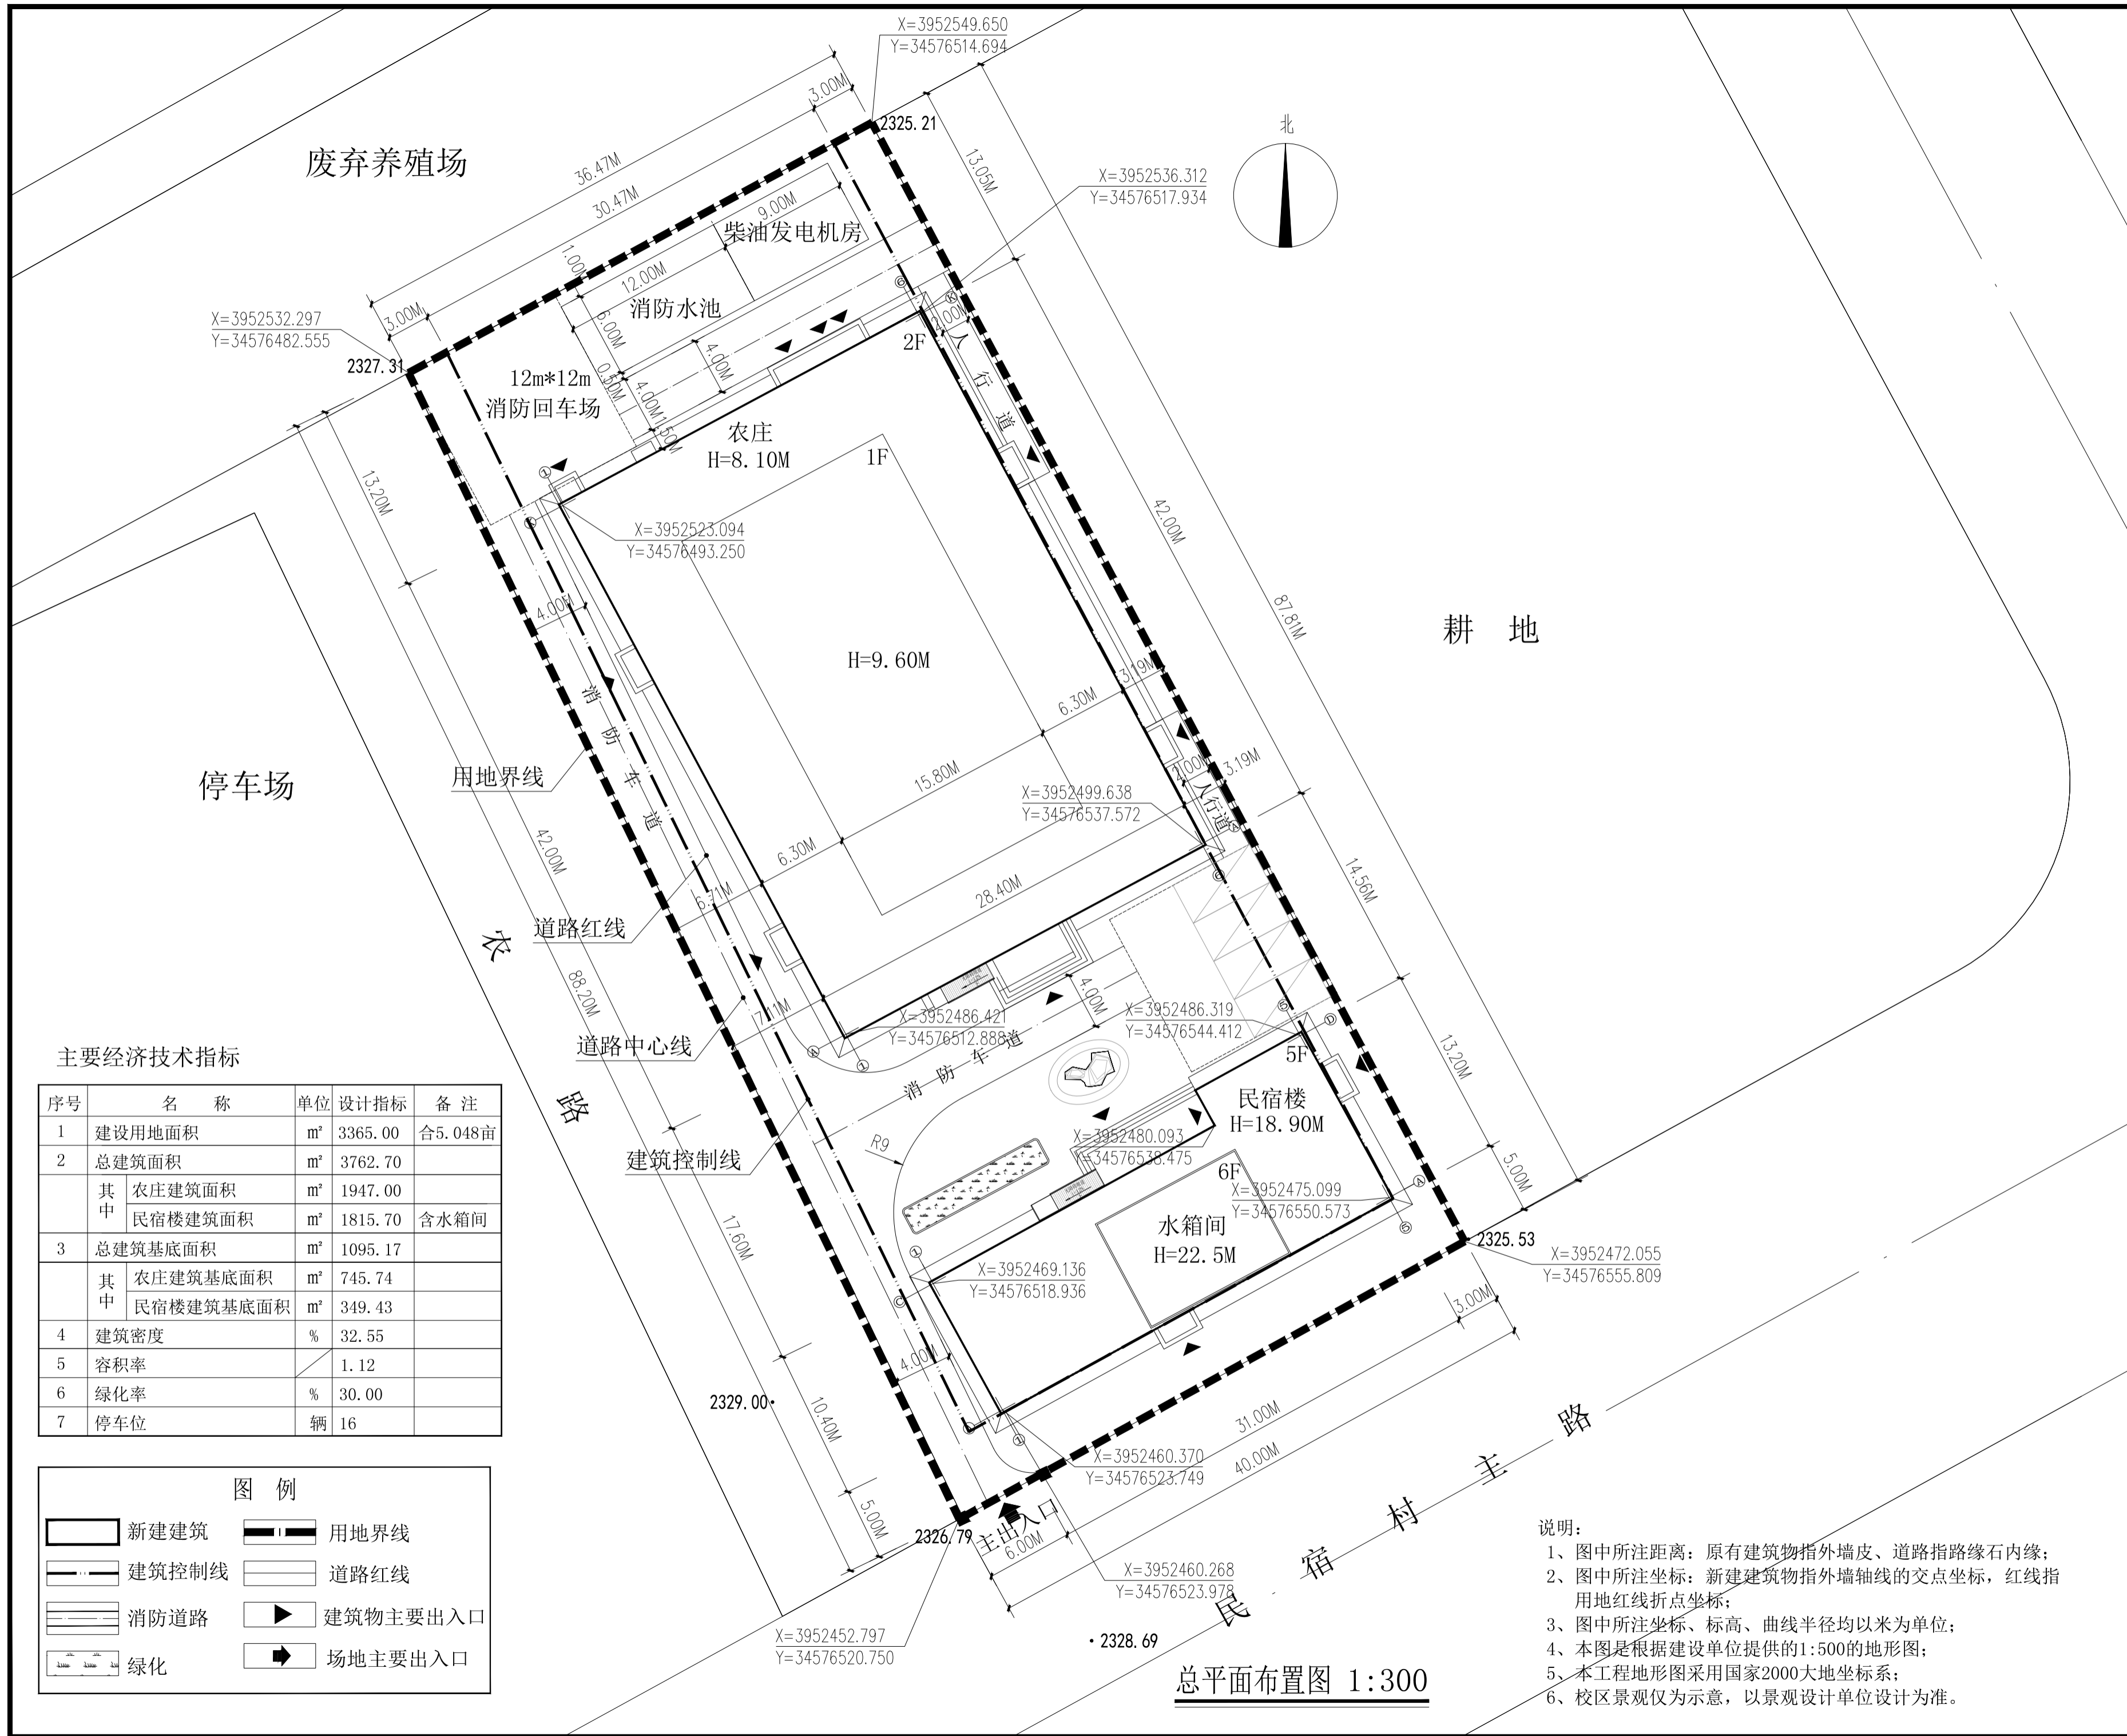 X=3952549.650
Y=34576514.694
3.00M
2325.21
北
废弃养殖场
36.47M
30.47M
13.05M
X=3952536.312
Y=34576517.934
9.00M
柴油发电机房
1.00M
12.00M
消防水池
6.00M
3.00M
X=3952532.297
Y=34576482.555
2327.31
2.00M
2F
人行道
12m*12m
消防回车场
0.50M
4.00M
4.00M
1.50M
农庄
H=8.10M
1F
13.20M
42.00M
X=3952523.094
Y=34576493.250
4.00M
87.81M
耕 地
H=9.60M
3.19M
6.30M
消防车道
用地界线
停车场
15.80M
2.00M
3.19M
X=3952499.638
Y=34576537.572
人行道
42.00M
6.30M
14.56M
28.40M
6.71M
道路红线
农路
88.20M
4.00M
7.11M
X=3952486.421
Y=34576512.888
X=3952486.319
Y=34576544.412
道路中心线
消防车道
5F
13.20M
民宿楼
H=18.90M
R9
建筑控制线
X=3952480.093
Y=34576538.475
6F
X=3952475.099
Y=34576550.573
5.00M
水箱间
H=22.5M
17.60M
2325.53
X=3952472.055
Y=34576555.809
X=3952469.136
Y=34576518.936
3.00M
4.00M
2329.00
10.40M
31.00M
40.00M
X=3952460.370
Y=34576523.749
5.00M
2326.79
主出入口
6.00M
X=3952460.268
Y=34576523.978
民宿村主路
X=3952452.797
Y=34576520.750
2328.69
主要经济技术指标
序号 名 称 单位 设计指标 备 注
1 建设用地面积 m² 3365.00 合5.048亩
2 总建筑面积 m² 3762.70
其中 农庄建筑面积 m² 1947.00
民宿楼建筑面积 m² 1815.70 含水箱间
3 总建筑基底面积 m² 1095.17
其中 农庄建筑基底面积 m² 745.74
民宿楼建筑基底面积 m² 349.43
4 建筑密度 % 32.55
5 容积率 1.12
6 绿化率 % 30.00
7 停车位 辆 16
图 例
新建建筑 用地界线
建筑控制线 道路红线
消防道路 建筑物主要出入口
绿化 场地主要出入口
总平面布置图 1:300
说明:
1、图中所注距离: 原有建筑物指外墙皮、道路指路缘石内缘;
2、图中所注坐标: 新建建筑物指外墙轴线的交点坐标, 红线指
用地红线折点坐标;
3、图中所注坐标、标高、曲线半径均以米为单位;
4、本图是根据建设单位提供的1:500的地形图;
5、本工程地形图采用国家2000大地坐标系;
6、校区景观仅为示意, 以景观设计单位设计为准。